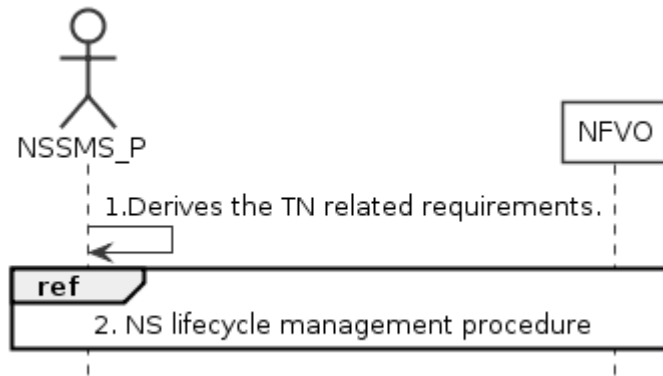 NSSMS_P
NFVO
1.Derives the TN related requirements.
ref
2. NS lifecycle management procedure